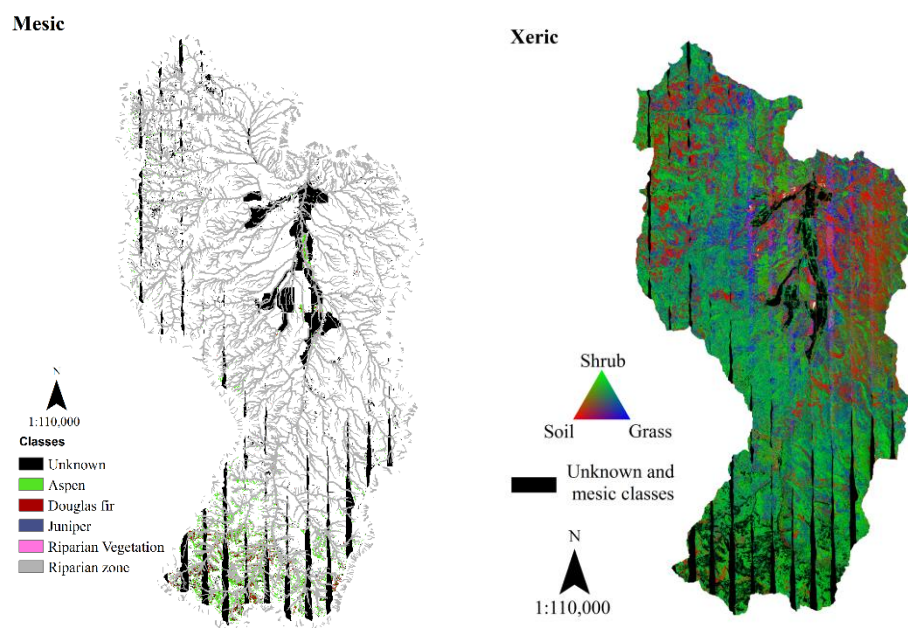 Mesic
N
1:110,000
Classes
Unknown
Aspen
Douglas fir
Juniper
Riparian Vegetation
Riparian zone
Xeric
Shrub
Soil Grass
Unknown and
mesic classes
N
1:110,000